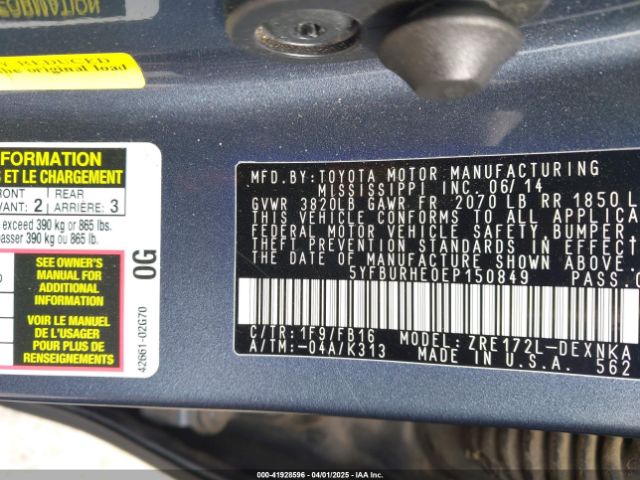 INFORMATION
REDUCED
the original load
FORMATION
S ET LE CHARGEMENT
RONT
VANT: 2
REAR
ARRIÈRE: 3
exceed 390 kg or 865 lbs.
passer 390 kg ou 865 lb.
SEE OWNER'S
MANUAL FOR
ADDITIONAL
INFORMATION
VOIR LE MANUEL
DE L'USAGER
POUR PLUS DE
RENSEIGNEMENTS
0G
42661-02G70
MFD. BY: TOYOTA MOTOR MANUFACTURING
MISSISSIPPI INC. 06/14
GVWR 3820LB GAWR FR 2070 LB RR 1850 L
THIS VEHICLE CONFORMS TO ALL APPLICA
FEDERAL MOTOR VEHICLE SAFETY, BUMPER,
THEFT PREVENTION STANDARDS IN EFFECT
THE DATE OF MANUFACTURE SHOWN ABOVE.
5YFBURHE0EP150849 PASS.C
C/TR: 1F9/FB16 MODEL: ZRE172L-DEXNKA
A/TM: -04A/K313 MADE IN U.S.A. 562
000-41928596 - 04/01/2025 - IAA Inc.